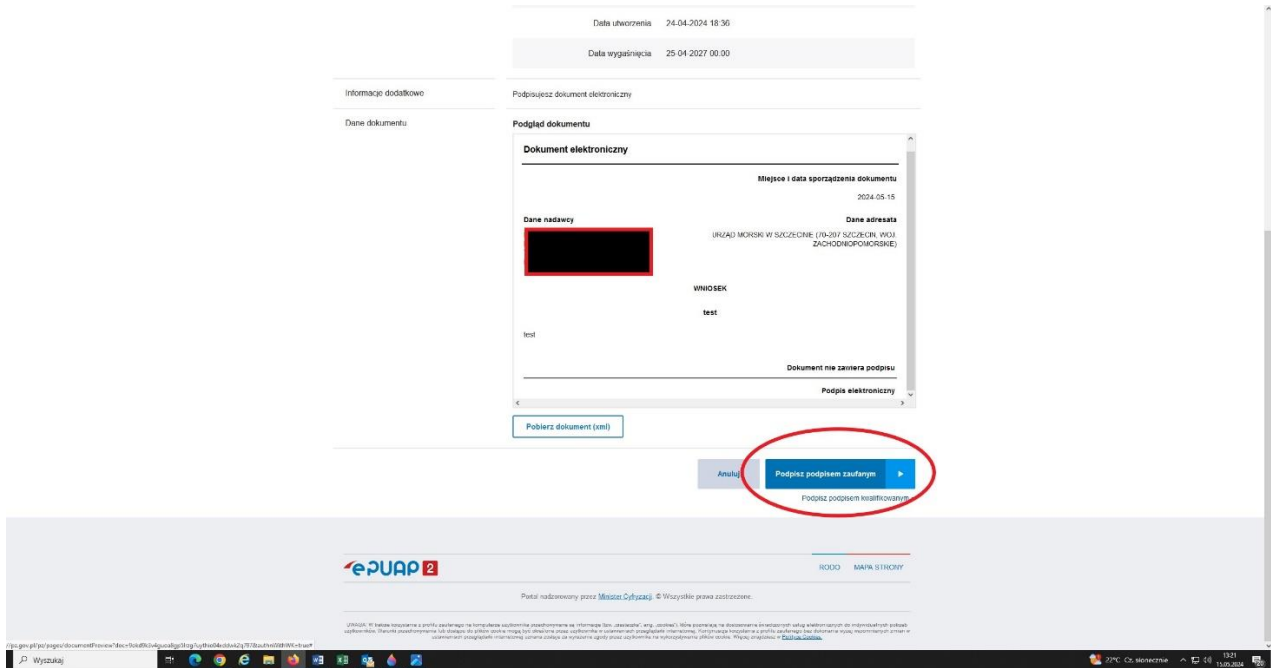 Data utworzenia 24-04-2024 18:36
Data wygaśnięcia 25-04-2027 00:00
Informacje dodatkowe Podpisujesz dokument elektroniczny
Dane dokumentu Podgląd dokumentu
Dokument elektroniczny
Miejsce i data sporządzenia dokumentu
2024-05-15
Dane nadawcy Dane adresata
URZĄD MORSKI W SZCZECINIE (70-207 SZCZECIN, WOJ.
ZACHODNIOPOMORSKIE)
WNIOSEK
test
test
Dokument nie zawiera podpisu
Podpis elektroniczny
Pobierz dokument (xml)
Anuluj Podpisz podpisem zaufanym
Podpisz podpisem kwalifikowanym
ePUAP 2 RODO MAPA STRONY
Portal nadzorowany przez Minister Cyfryzacji. © Wszystkie prawa zastrzeżone.
Wyszukaj 22°C Cz. słonecznie 13:21
15.05.2024